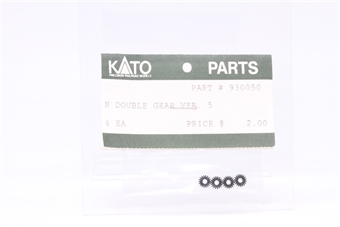 KATO
PARTS
PART # 930050
N DOUBLE GEAR VER. 5
4 EA PRICE $ 2.00